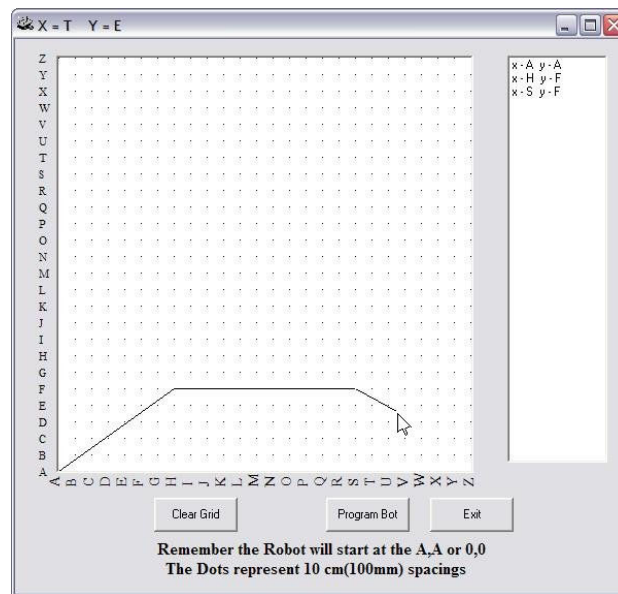 X = T Y = E
Z
Y
X
W
V
U
T
S
R
Q
P
O
N
M
L
K
J
I
H
G
F
E
D
C
B
A
x-A y-A
x-H y-F
x-S y-F
A B C D E F G H I J K L M N O P Q R S T U V W X Y Z
Clear Grid
Program Bot
Exit
Remember the Robot will start at the A,A or 0,0
The Dots represent 10 cm(100mm) spacings